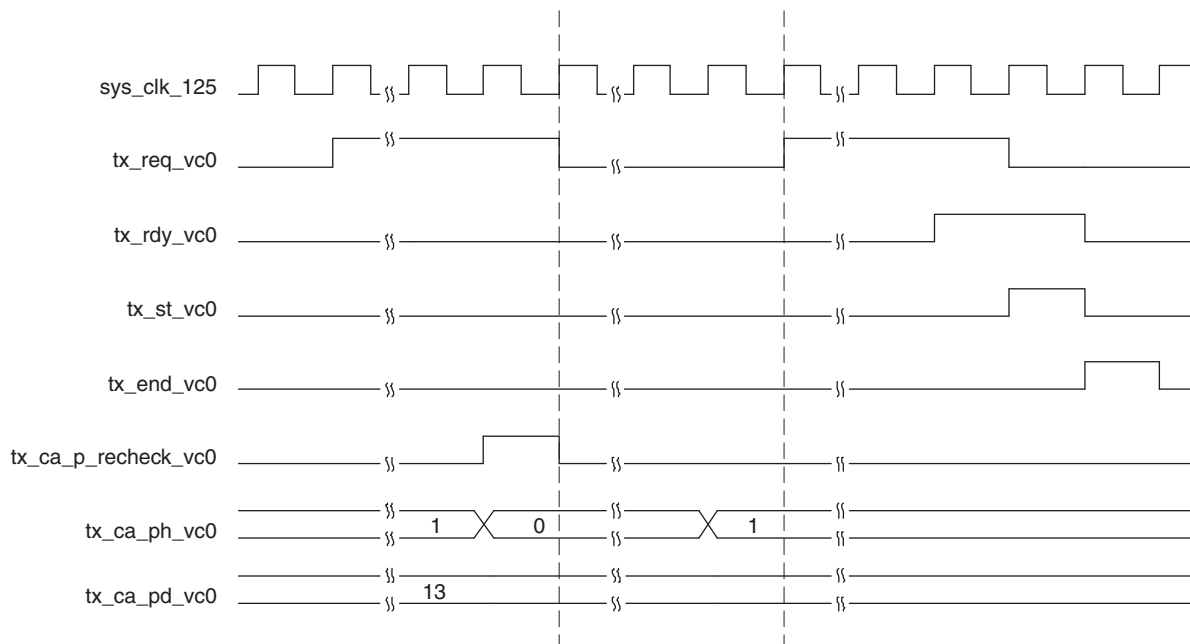 sys_clk_125
tx_req_vc0
tx_rdy_vc0
tx_st_vc0
tx_end_vc0
tx_ca_p_recheck_vc0
tx_ca_ph_vc0 1 0 1
tx_ca_pd_vc0 13